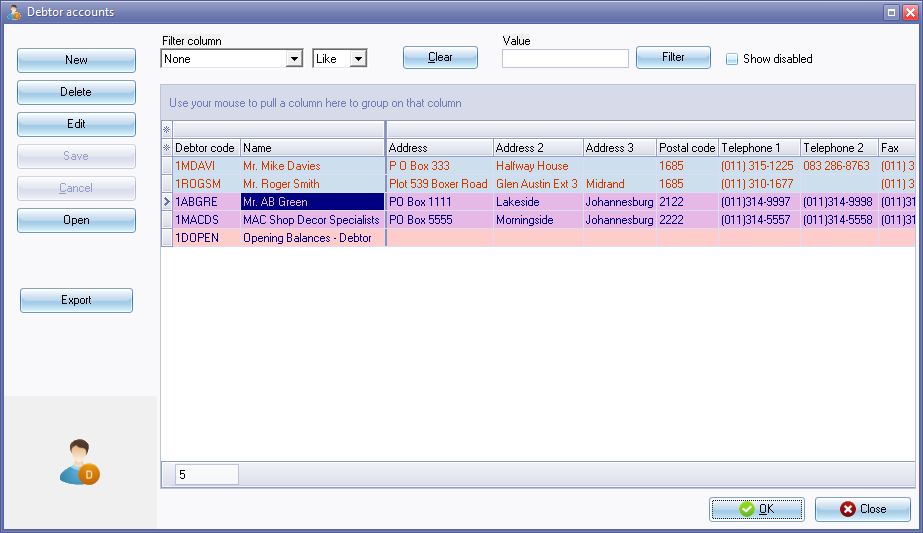 Debtor accounts
Filter column
Value
New
None
Like
Clear
Filter
Show disabled
Delete
Edit
Save
Cancel
Open
Export
Use your mouse to pull a column here to group on that column
Debtor code Name Address Address 2 Address 3 Postal code Telephone 1 Telephone 2 Fax
1MDAVI Mr. Mike Davies P O Box 333 Halfway House 1685 (011) 315-1225 083 286-8763 (011) 3
1ROGSM Mr. Roger Smith Plot 539 Boxer Road Glen Austin Ext 3 Midrand 1685 (011) 310-1677 (011) 3
1ABGRE Mr. AB Green PO Box 1111 Lakeside Johannesburg 2122 (011)314-9997 (011)314-9998 (011)31
1MACDS MAC Shop Decor Specialists PO Box 5555 Morningside Johannesburg 2222 (011)314-5557 (011)314-5558 (011)31
1DOPEN Opening Balances - Debtor
D
5
OK
Close